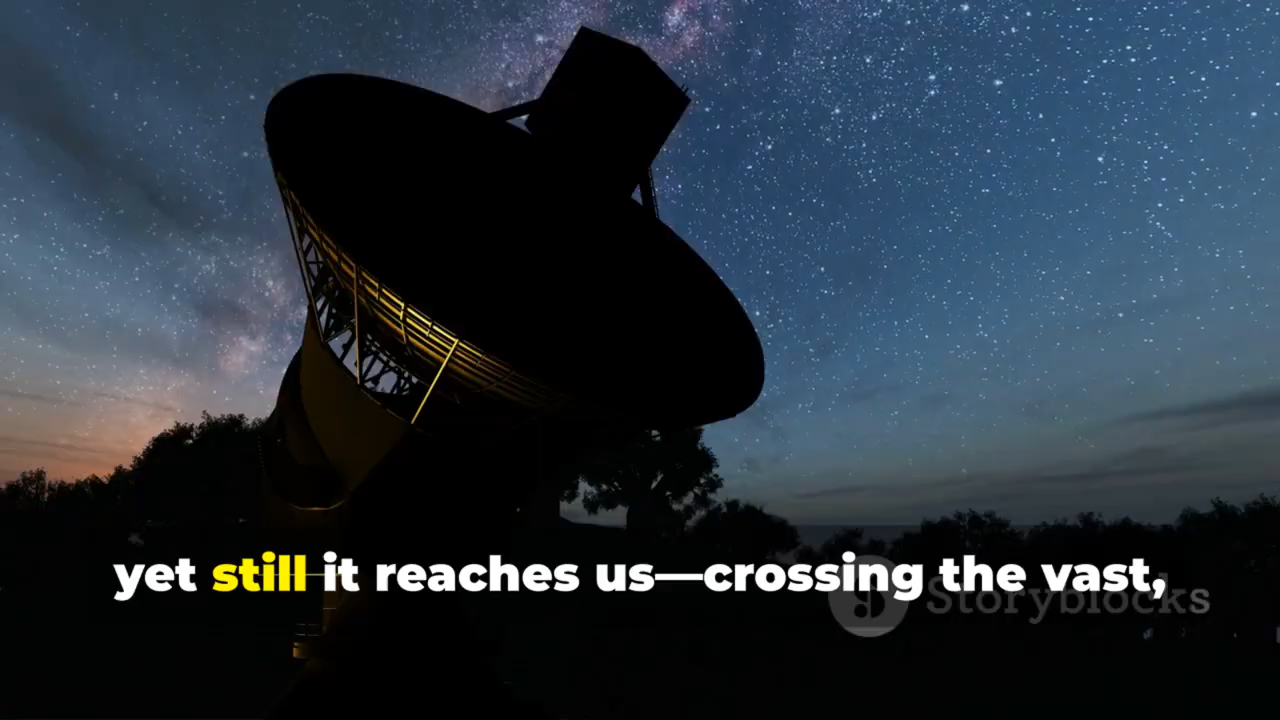 yet still it reaches us—crossing the vast,
Storyblocks